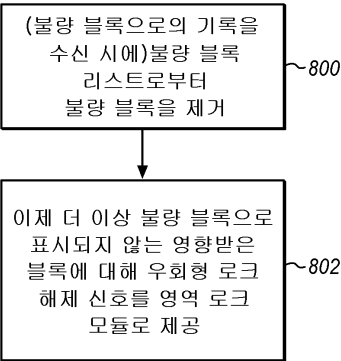 (불량 블록으로의 기록을
수신 시에)불량 블록
리스트로부터
불량 블록을 제거
800
이제 더 이상 불량 블록으로
표시되지 않는 영향받은
블록에 대해 우회형 로크
해제 신호를 영역 로크
모듈로 제공
802